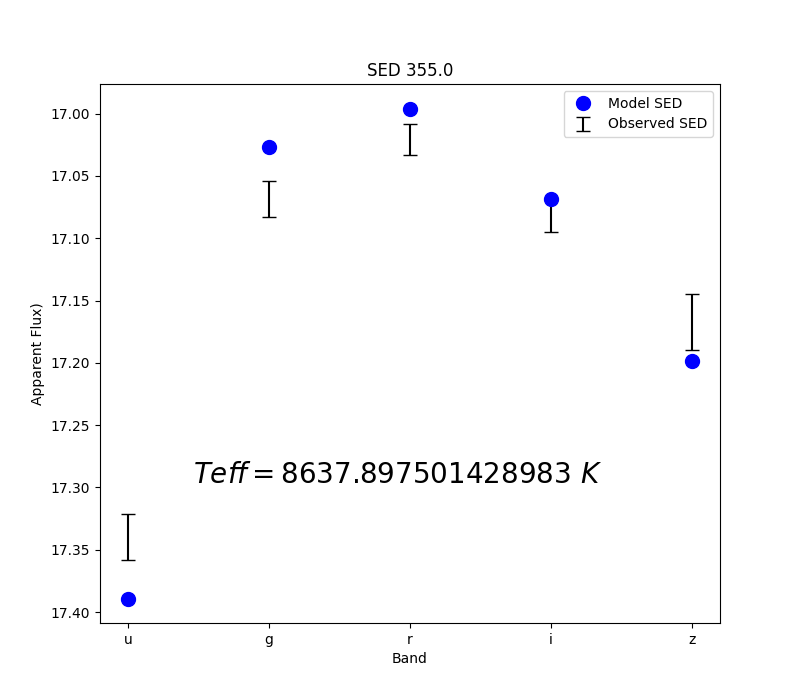 SED 355.0
Model SED
Observed SED
17.00
17.05
17.10
17.15
17.20
17.25
17.30
17.35
17.40
Apparent Flux)
Teff = 8637.897501428983 K
u g r i z
Band